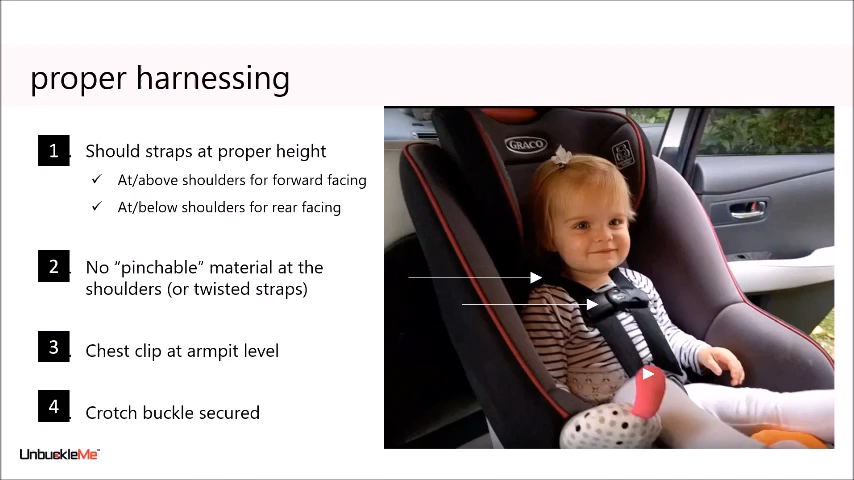 proper harnessing
1. Should straps at proper height
✓ At/above shoulders for forward facing
✓ At/below shoulders for rear facing
2. No “pinchable” material at the
shoulders (or twisted straps)
3. Chest clip at armpit level
4. Crotch buckle secured
UnbuckleMe™
GRACO